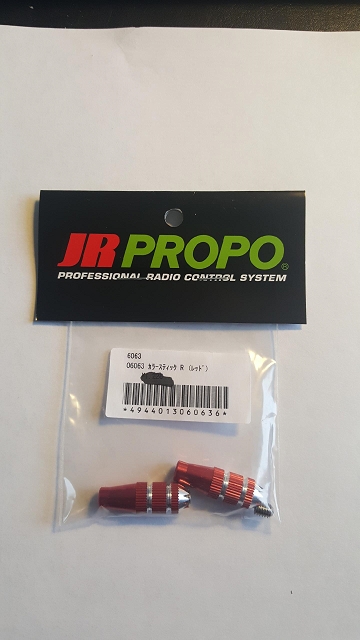 JR PROPO®
PROFESSIONAL RADIO CONTROL SYSTEM
6063
06063 ｶﾗｰｽﾃｨｯｸ R (ﾚｯﾄﾞ)
*4944013060636*